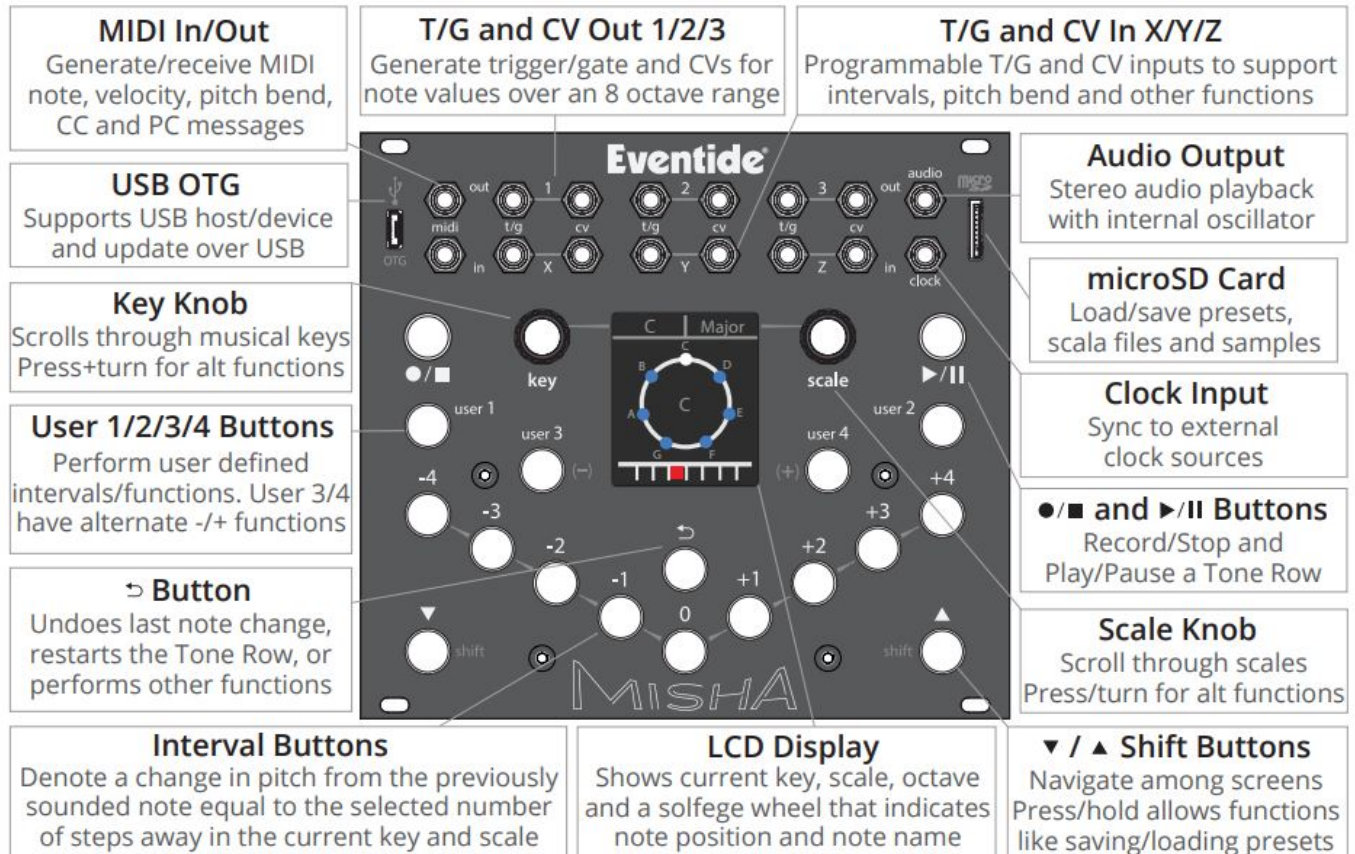 MIDI In/Out
Generate/receive MIDI
note, velocity, pitch bend,
CC and PC messages
T/G and CV Out 1/2/3
Generate trigger/gate and CVs for
note values over an 8 octave range
T/G and CV In X/Y/Z
Programmable T/G and CV inputs to support
intervals, pitch bend and other functions
USB OTG
Supports USB host/device
and update over USB
Key Knob
Scrolls through musical keys
Press+turn for alt functions
User 1/2/3/4 Buttons
Perform user defined
intervals/functions. User 3/4
have alternate -/+ functions
⮌ Button
Undoes last note change,
restarts the Tone Row, or
performs other functions
Eventide®
out 1 2 3 out audio
micro
midi t/g cv t/g cv t/g cv
OTG
in X Y Z in
clock
C | Major
C
B D
A C E
G F
●/■ key scale ▶/II
user 1 user 2
user 3 user 4
(-) (+)
-4 +4
-3 +3
-2 ⮌ +2
-1 +1
0
▼ shift shift ▲
MISHA
Audio Output
Stereo audio playback
with internal oscillator
microSD Card
Load/save presets,
scala files and samples
Clock Input
Sync to external
clock sources
●/■ and ▶/II Buttons
Record/Stop and
Play/Pause a Tone Row
Scale Knob
Scroll through scales
Press/turn for alt functions
Interval Buttons
Denote a change in pitch from the previously
sounded note equal to the selected number
of steps away in the current key and scale
LCD Display
Shows current key, scale, octave
and a solfege wheel that indicates
note position and note name
▼ / ▲ Shift Buttons
Navigate among screens
Press/hold allows functions
like saving/loading presets